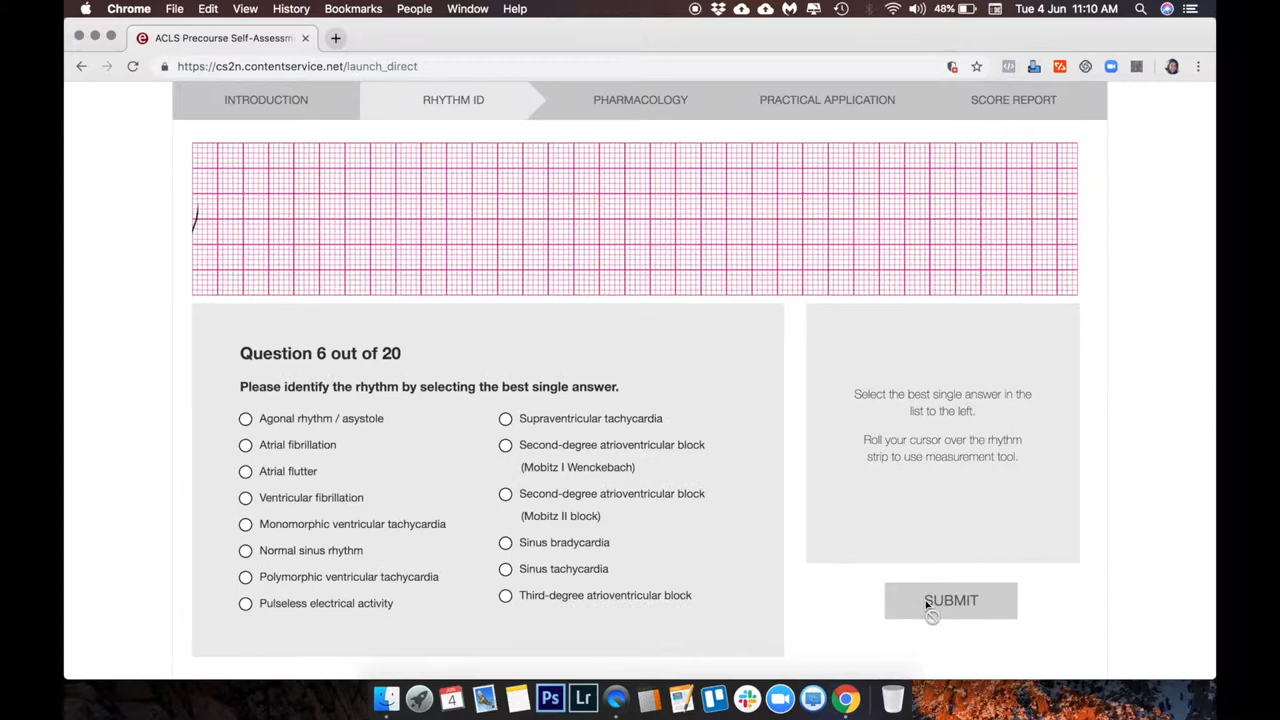 Chrome File Edit View History Bookmarks People Window Help 48% Tue 4 Jun 11:10 AM
ACLS Precourse Self-Assessm
https://cs2n.contentservice.net/launch_direct
INTRODUCTION RHYTHM ID PHARMACOLOGY PRACTICAL APPLICATION SCORE REPORT
Question 6 out of 20
Please identify the rhythm by selecting the best single answer.
Agonal rhythm / asystole
Atrial fibrillation
Atrial flutter
Ventricular fibrillation
Monomorphic ventricular tachycardia
Normal sinus rhythm
Polymorphic ventricular tachycardia
Pulseless electrical activity
Supraventricular tachycardia
Second-degree atrioventricular block
(Mobitz I Wenckebach)
Second-degree atrioventricular block
(Mobitz II block)
Sinus bradycardia
Sinus tachycardia
Third-degree atrioventricular block
Select the best single answer in the
list to the left.
Roll your cursor over the rhythm
strip to use measurement tool.
SUBMIT
4
Ps
Lr